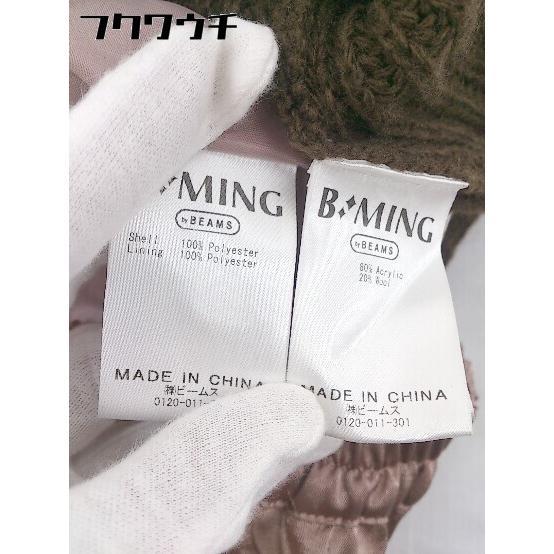 フクワウチ
B♦MING
by BEAMS
Shell 100% Polyester
Lining 100% Polyester
MADE IN CHINA
㈱ビームス
0120-011-
B♦MING
by BEAMS
80% Acrylic
20% Wool
MADE IN CHINA
㈱ビームス
0120-011-301